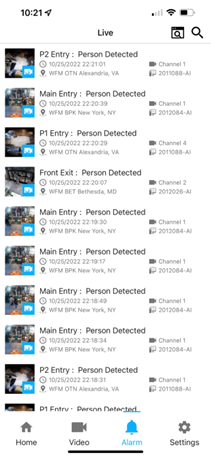 10:21
Live
P2 Entry : Person Detected
10/25/2022 22:21:01
Channel 1
WFM OTN Alexandria, VA
2011088-AI
Main Entry : Person Detected
10/25/2022 22:20:39
Channel 1
WFM BPK New York, NY
2012084-AI
P1 Entry : Person Detected
10/25/2022 22:20:29
Channel 4
WFM OTN Alexandria, VA
2011088-AI
Front Exit : Person Detected
10/25/2022 22:20:07
Channel 2
WFM BET Bethesda, MD
2012026-AI
Main Entry : Person Detected
10/25/2022 22:19:30
Channel 1
WFM BPK New York, NY
2012084-AI
Main Entry : Person Detected
10/25/2022 22:19:17
Channel 1
WFM BPK New York, NY
2012084-AI
Main Entry : Person Detected
10/25/2022 22:18:49
Channel 1
WFM BPK New York, NY
2012084-AI
Main Entry : Person Detected
10/25/2022 22:18:34
Channel 1
WFM BPK New York, NY
2012084-AI
P2 Entry : Person Detected
10/25/2022 22:18:31
Channel 1
WFM OTN Alexandria, VA
2011088-AI
P1 Entry : Person Detected
Home
Video
Alarm
Settings